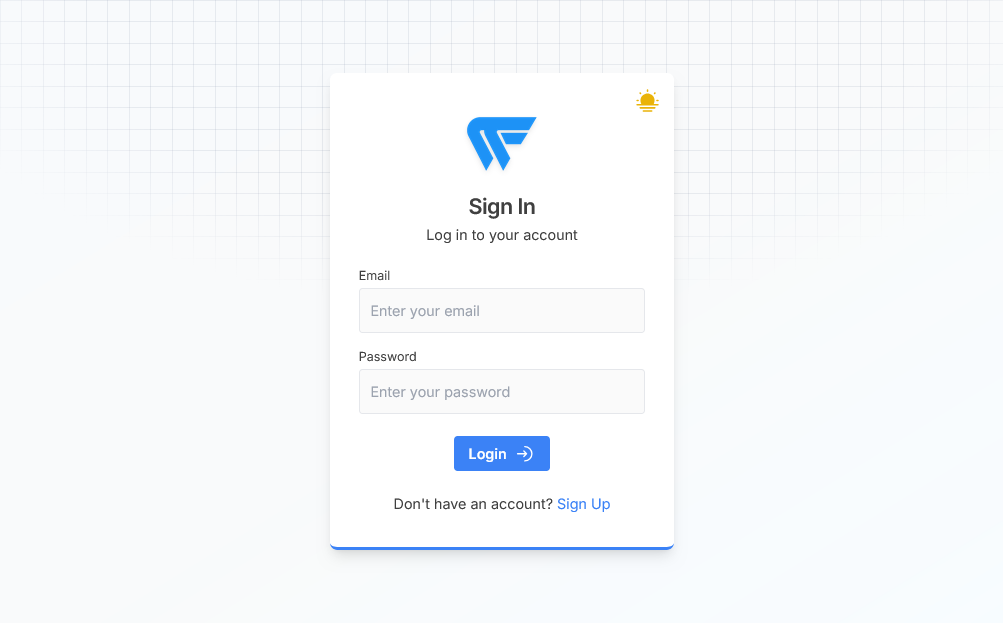 Sign In
Log in to your account
Email
Enter your email
Password
Enter your password
Login
Don't have an account? Sign Up